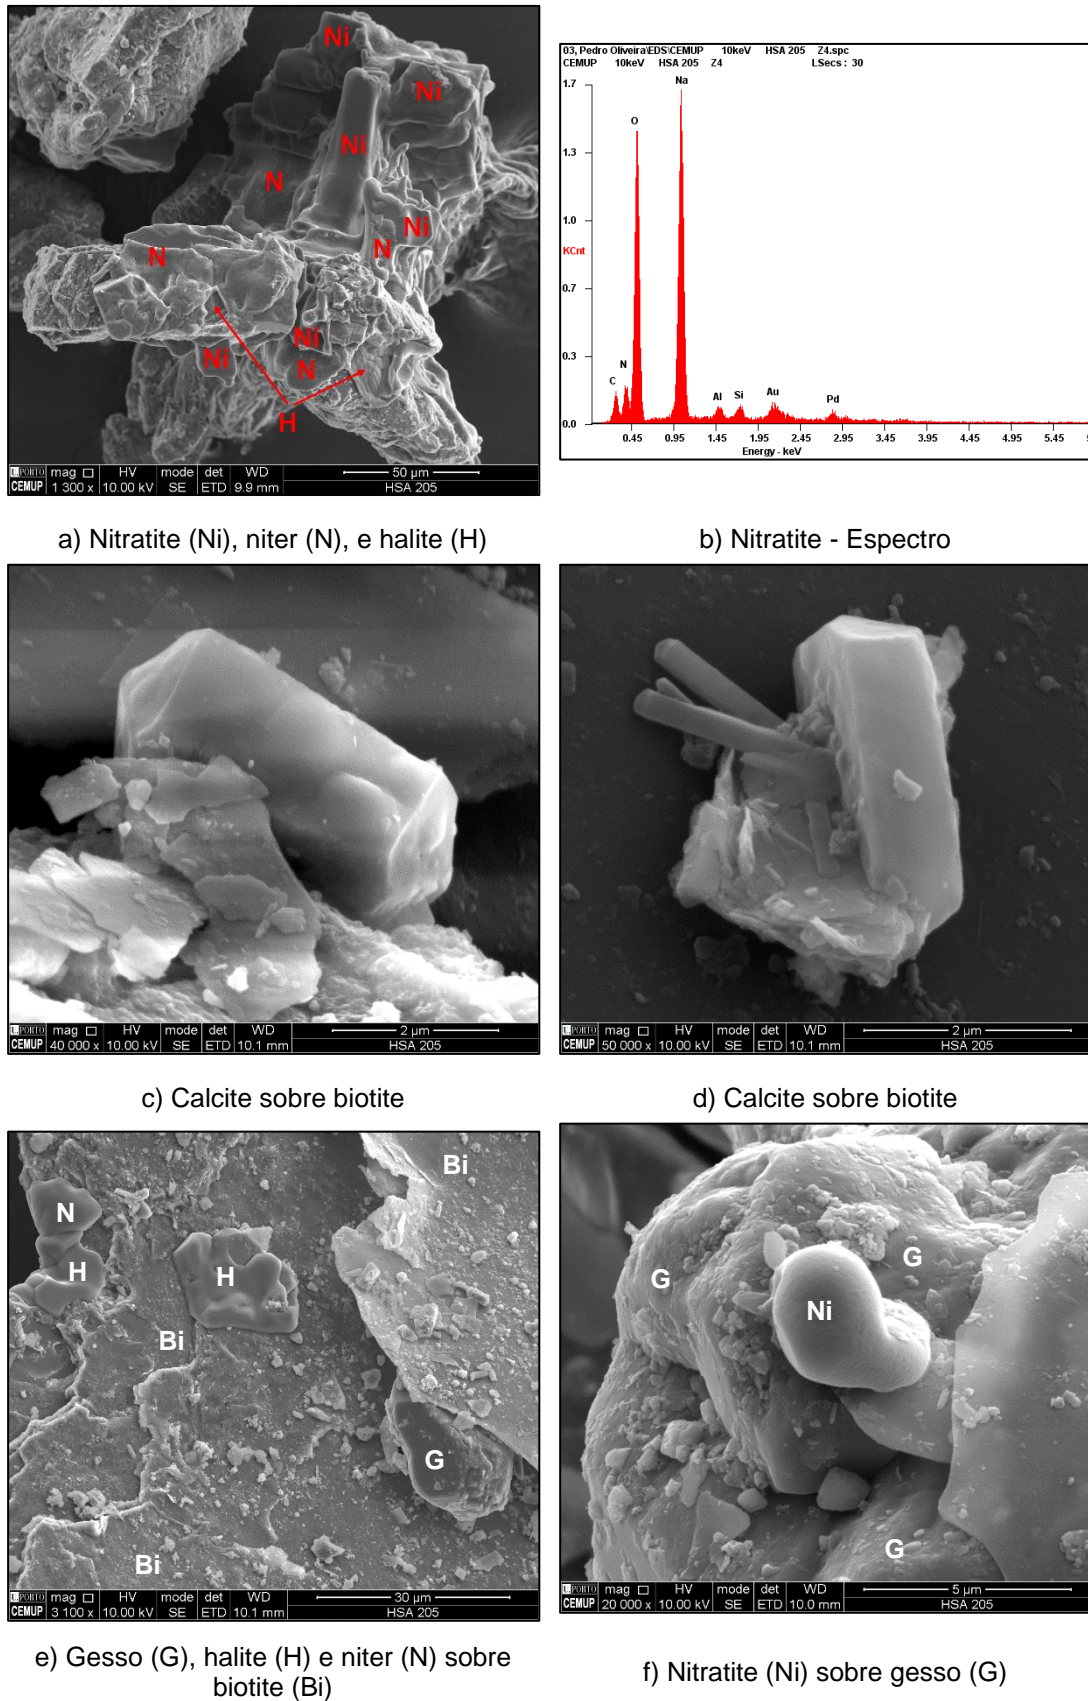 Ni
Ni
Ni
N
Ni
N
N
Ni
Ni
N
H
U.PORTO mag HV mode det WD 50 µm
CEMUP 1 300 x 10.00 kV SE ETD 9.9 mm HSA 205
03, Pedro Oliveira\EDS\CEMUP 10keV HSA 205 Z4.spc
CEMUP 10keV HSA 205 Z4 LSecs : 30
Na
1.7
O
1.3
1.0
KCnt
0.7
0.3
N
C
Al Si Au Pd
0.0
0.45 0.95 1.45 1.95 2.45 2.95 3.45 3.95 4.45 4.95 5.45
Energy - keV
a) Nitratite (Ni), niter (N), e halite (H)
b) Nitratite - Espectro
U.PORTO mag HV mode det WD 2 µm
CEMUP 40 000 x 10.00 kV SE ETD 10.1 mm HSA 205
U.PORTO mag HV mode det WD 2 µm
CEMUP 50 000 x 10.00 kV SE ETD 10.1 mm HSA 205
c) Calcite sobre biotite
d) Calcite sobre biotite
Bi
N
H
H
Bi
G
Bi
U.PORTO mag HV mode det WD 30 µm
CEMUP 3 100 x 10.00 kV SE ETD 10.1 mm HSA 205
G
G
Ni
G
U.PORTO mag HV mode det WD 5 µm
CEMUP 20 000 x 10.00 kV SE ETD 10.0 mm HSA 205
e) Gesso (G), halite (H) e niter (N) sobre
biotite (Bi)
f) Nitratite (Ni) sobre gesso (G)